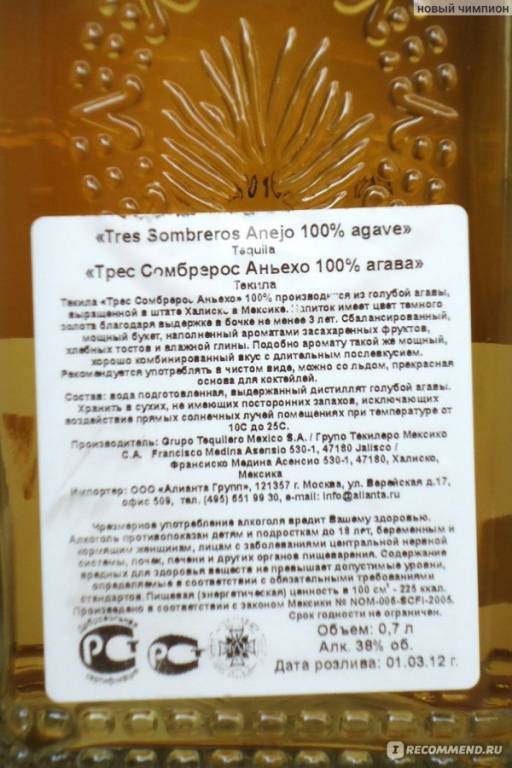 новый чимпион
«Tres Sombreros Anejo 100% agave»
Tequila
«Трес Сомбрерос Аньехо 100% агава»
Текила
Текила «Трес Сомбрерос Аньехо» 100% производится из голубой агавы,
выращенной в штате Халиско в Мексике. Напиток имеет цвет темного
золота благодаря выдержке в бочке не менее 3 лет. Сбалансированный,
мощный букет, наполненный ароматами засахаренных фруктов,
хлебных тостов и влажной глины. Подобно аромату такой же мощный,
хорошо комбинированный вкус с длительным послевкусием.
Рекомендуется употреблять в чистом виде, можно со льдом, прекрасная
основа для коктейлей.
Состав: вода подготовленная, выдержанный дистиллят голубой агавы.
Хранить в сухих, не имеющих посторонних запахов, исключающих
воздействие прямых солнечных лучей помещениях при температуре от
10С до 25С.
Производитель: Grupo Tequilero Mexico S.A./ Групо Текилеро Мексико
С.А. Francisco Medina Asensio 530-1, 47180 Jalisco/
Франсиско Медина Асенсио 530-1, 47180, Халиско,
Мексика
Импортер: ООО «Алианта Групп», 121357 г. Москва, ул. Верейская д.17,
офис 509, тел. (495) 651 99 30, e-mail: info@alianta.ru
Чрезмерное употребление алкоголя вредит Вашему здоровью.
Алкоголь противопоказан детям и подросткам до 18 лет, беременным и
кормящим женщинам, лицам с заболеваниями центральной нервной
системы, почек, печени и других органов пищеварения. Содержание
вредных для здоровья веществ не превышает допустимые уровни,
определяемые в соответствии с обязательными требованиями
стандартов. Пищевая (энергетическая) ценность в 100 см³ - 225 ккал.
Произведено в соответствии с законом Мексики № NOM-006-SCFI-2005.
Срок годности не ограничен.
Добровольная
сертификация
Объем: 0,7 л
Алк. 38% об.
Дата розлива: 01.03.12 г.
IRECOMMEND.RU